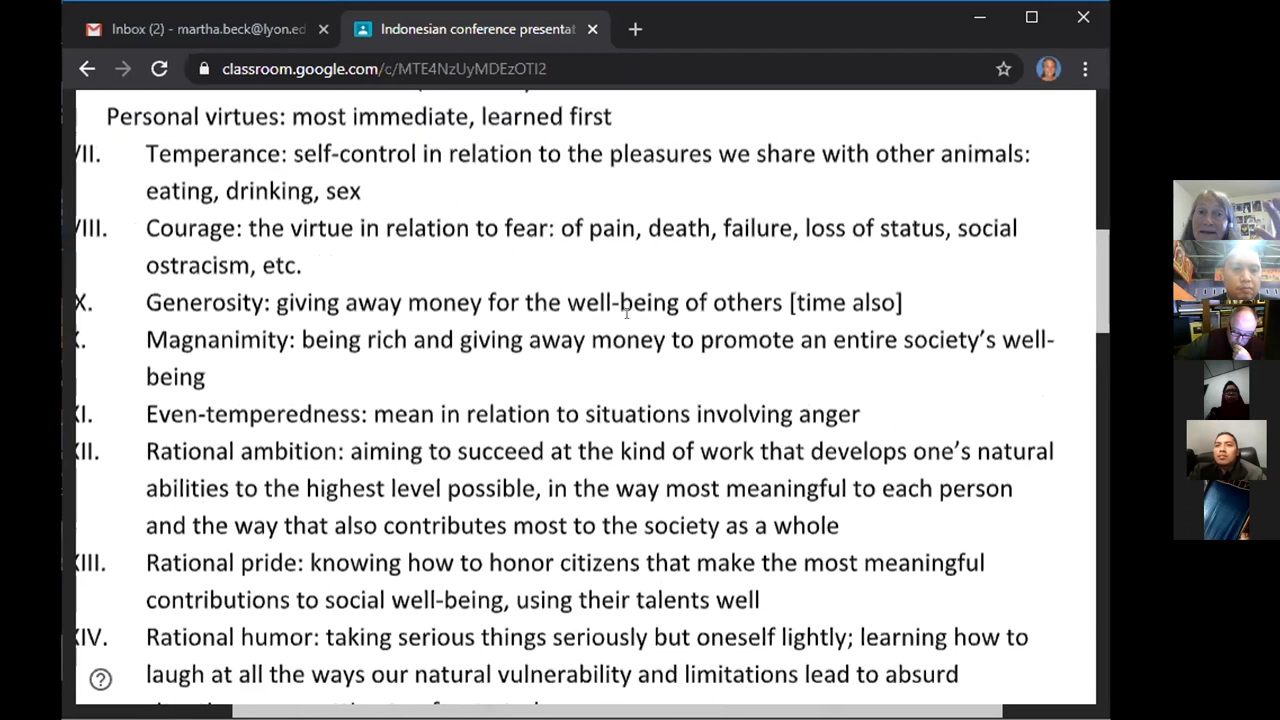 Inbox (2) - martha.beck@lyon.ed
Indonesian conference presentat
classroom.google.com/c/MTE4NzUyMDEzOTI2
Personal virtues: most immediate, learned first
VII. Temperance: self-control in relation to the pleasures we share with other animals:
eating, drinking, sex
VIII. Courage: the virtue in relation to fear: of pain, death, failure, loss of status, social
ostracism, etc.
X. Generosity: giving away money for the well-being of others [time also]
X. Magnanimity: being rich and giving away money to promote an entire society's well-
being
XI. Even-temperedness: mean in relation to situations involving anger
XII. Rational ambition: aiming to succeed at the kind of work that develops one's natural
abilities to the highest level possible, in the way most meaningful to each person
and the way that also contributes most to the society as a whole
XIII. Rational pride: knowing how to honor citizens that make the most meaningful
contributions to social well-being, using their talents well
XIV. Rational humor: taking serious things seriously but oneself lightly; learning how to
laugh at all the ways our natural vulnerability and limitations lead to absurd